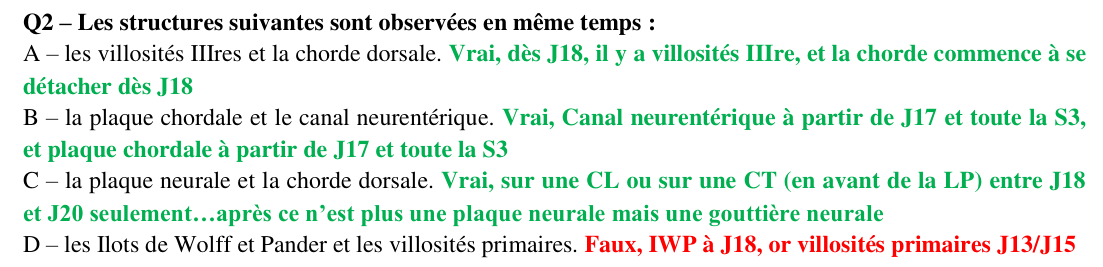 Q2 – Les structures suivantes sont observées en même temps :
A – les villosités IIIres et la chorde dorsale. Vrai, dès J18, il y a villosités IIIre, et la chorde commence à se
détacher dès J18
B – la plaque chordale et le canal neurentérique. Vrai, Canal neurentérique à partir de J17 et toute la S3,
et plaque chordale à partir de J17 et toute la S3
C – la plaque neurale et la chorde dorsale. Vrai, sur une CL ou sur une CT (en avant de la LP) entre J18
et J20 seulement…après ce n’est plus une plaque neurale mais une gouttière neurale
D – les Ilots de Wolff et Pander et les villosités primaires. Faux, IWP à J18, or villosités primaires J13/J15